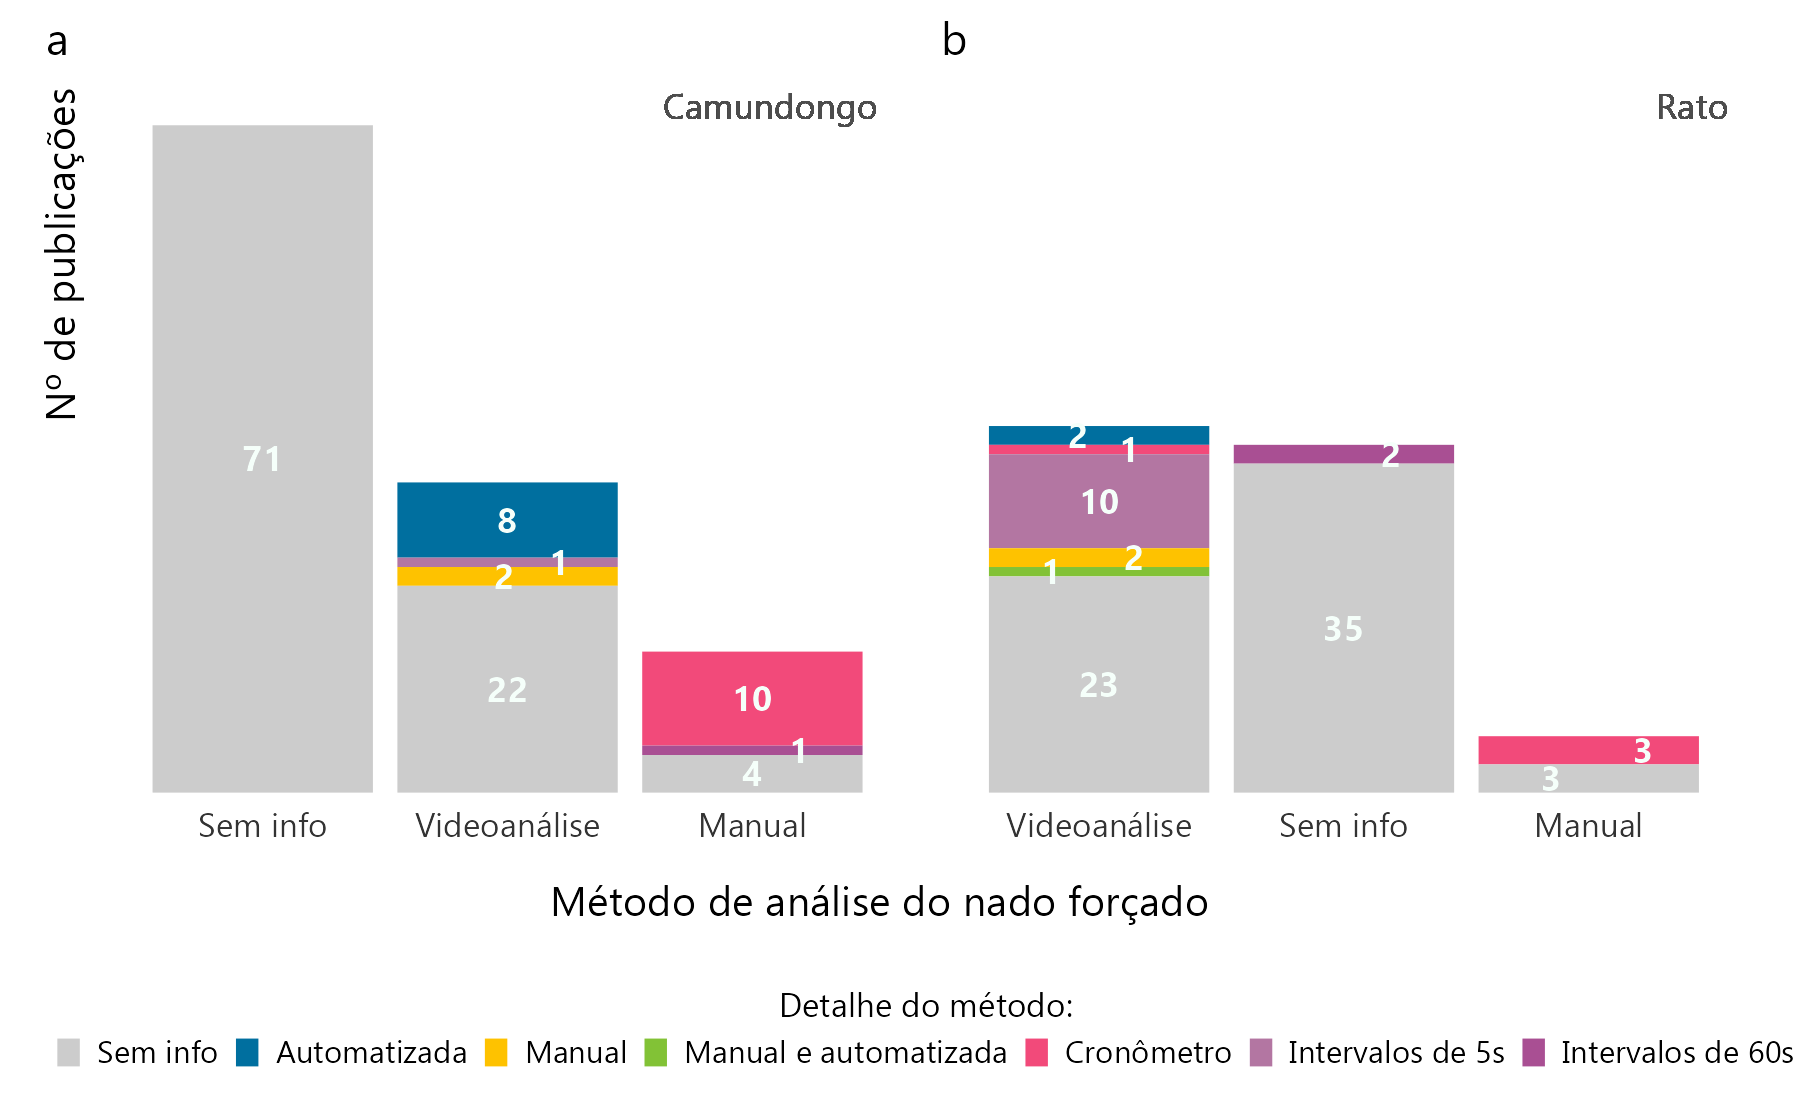 a
b
Nº de publicações
Camundongo
Rato
71
8
1
2
22
10
1
4
2
1
10
2
1
23
2
35
3
3
Sem info
Videoanálise
Manual
Videoanálise
Sem info
Manual
Método de análise do nado forçado
Detalhe do método:
Sem info
Automatizada
Manual
Manual e automatizada
Cronômetro
Intervalos de 5s
Intervalos de 60s